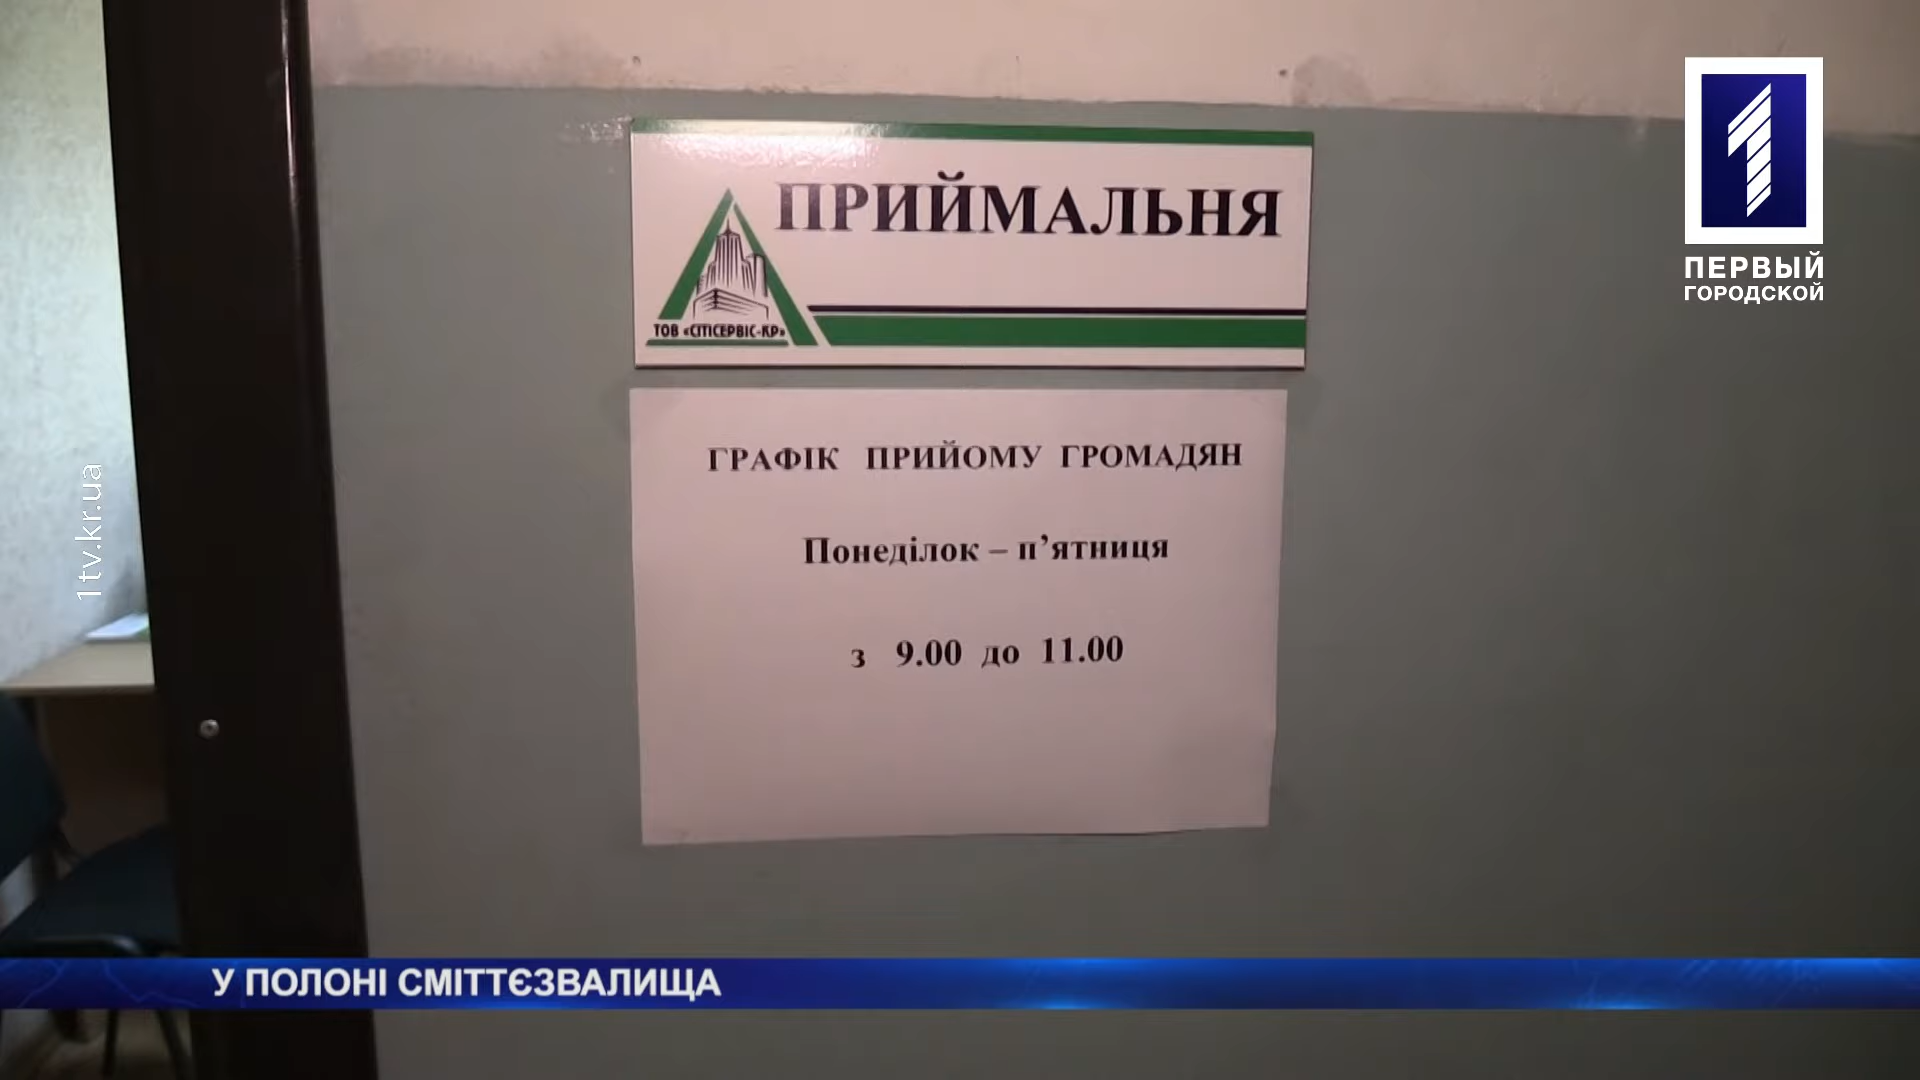 ПРИЙМАЛЬНЯ
ТОВ «СІТІСЕРВІС-КР»
ГРАФІК ПРИЙОМУ ГРОМАДЯН
Понеділок – п’ятниця
з 9.00 до 11.00
1
ПЕРВЫЙ
ГОРОДСКОЙ
1tv.kr.ua
У ПОЛОНІ СМІТТЄЗВАЛИЩА